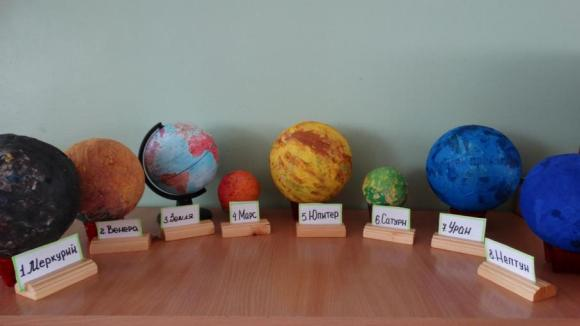 1. Меркурий
2. Венера
3. Земля
4. Марс
5. Юпитер
6. Сатурн
7. Уран
8. Нептун